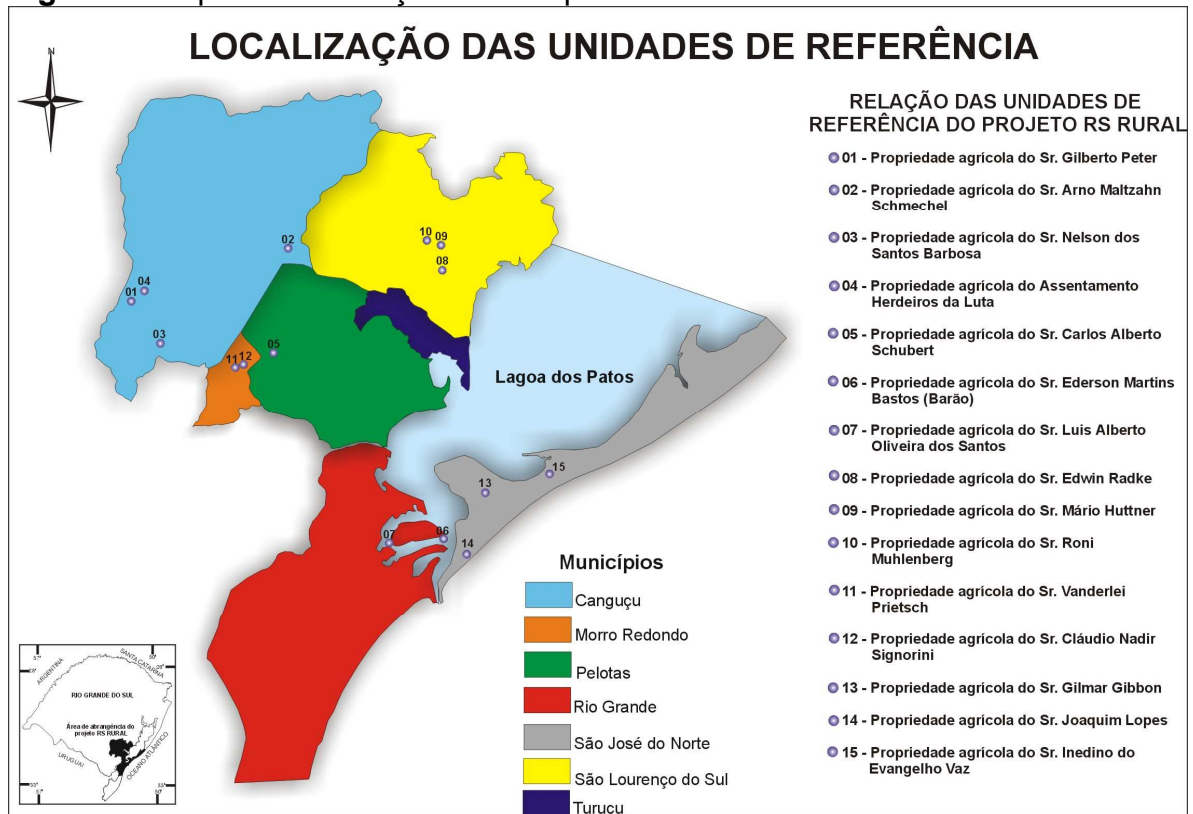 LOCALIZAÇÃO DAS UNIDADES DE REFERÊNCIA
N
RELAÇÃO DAS UNIDADES DE
REFERÊNCIA DO PROJETO RS RURAL
01 - Propriedade agrícola do Sr. Gilberto Peter
02 - Propriedade agrícola do Sr. Arno Maltzahn
Schmechel
03 - Propriedade agrícola do Sr. Nelson dos
Santos Barbosa
04 - Propriedade agrícola do Assentamento
Herdeiros da Luta
05 - Propriedade agrícola do Sr. Carlos Alberto
Schubert
06 - Propriedade agrícola do Sr. Ederson Martins
Bastos (Barão)
07 - Propriedade agrícola do Sr. Luis Alberto
Oliveira dos Santos
08 - Propriedade agrícola do Sr. Edwin Radke
09 - Propriedade agrícola do Sr. Mário Huttner
10 - Propriedade agrícola do Sr. Roni
Muhlenberg
11 - Propriedade agrícola do Sr. Vanderlei
Prietsch
12 - Propriedade agrícola do Sr. Cláudio Nadir
Signorini
13 - Propriedade agrícola do Sr. Gilmar Gibbon
14 - Propriedade agrícola do Sr. Joaquim Lopes
15 - Propriedade agrícola do Sr. Inedino do
Evangelho Vaz
02
10
09
08
04
01
03
05
11
12
Lagoa dos Patos
15
13
07
06
14
Municípios
Canguçu
Morro Redondo
Pelotas
Rio Grande
São José do Norte
São Lourenço do Sul
Turuçu
ARGENTINA
SANTA CATARINA
RIO GRANDE DO SUL
Área de abrangência do
projeto RS RURAL
URUGUAI
OCEANO ATLÂNTICO